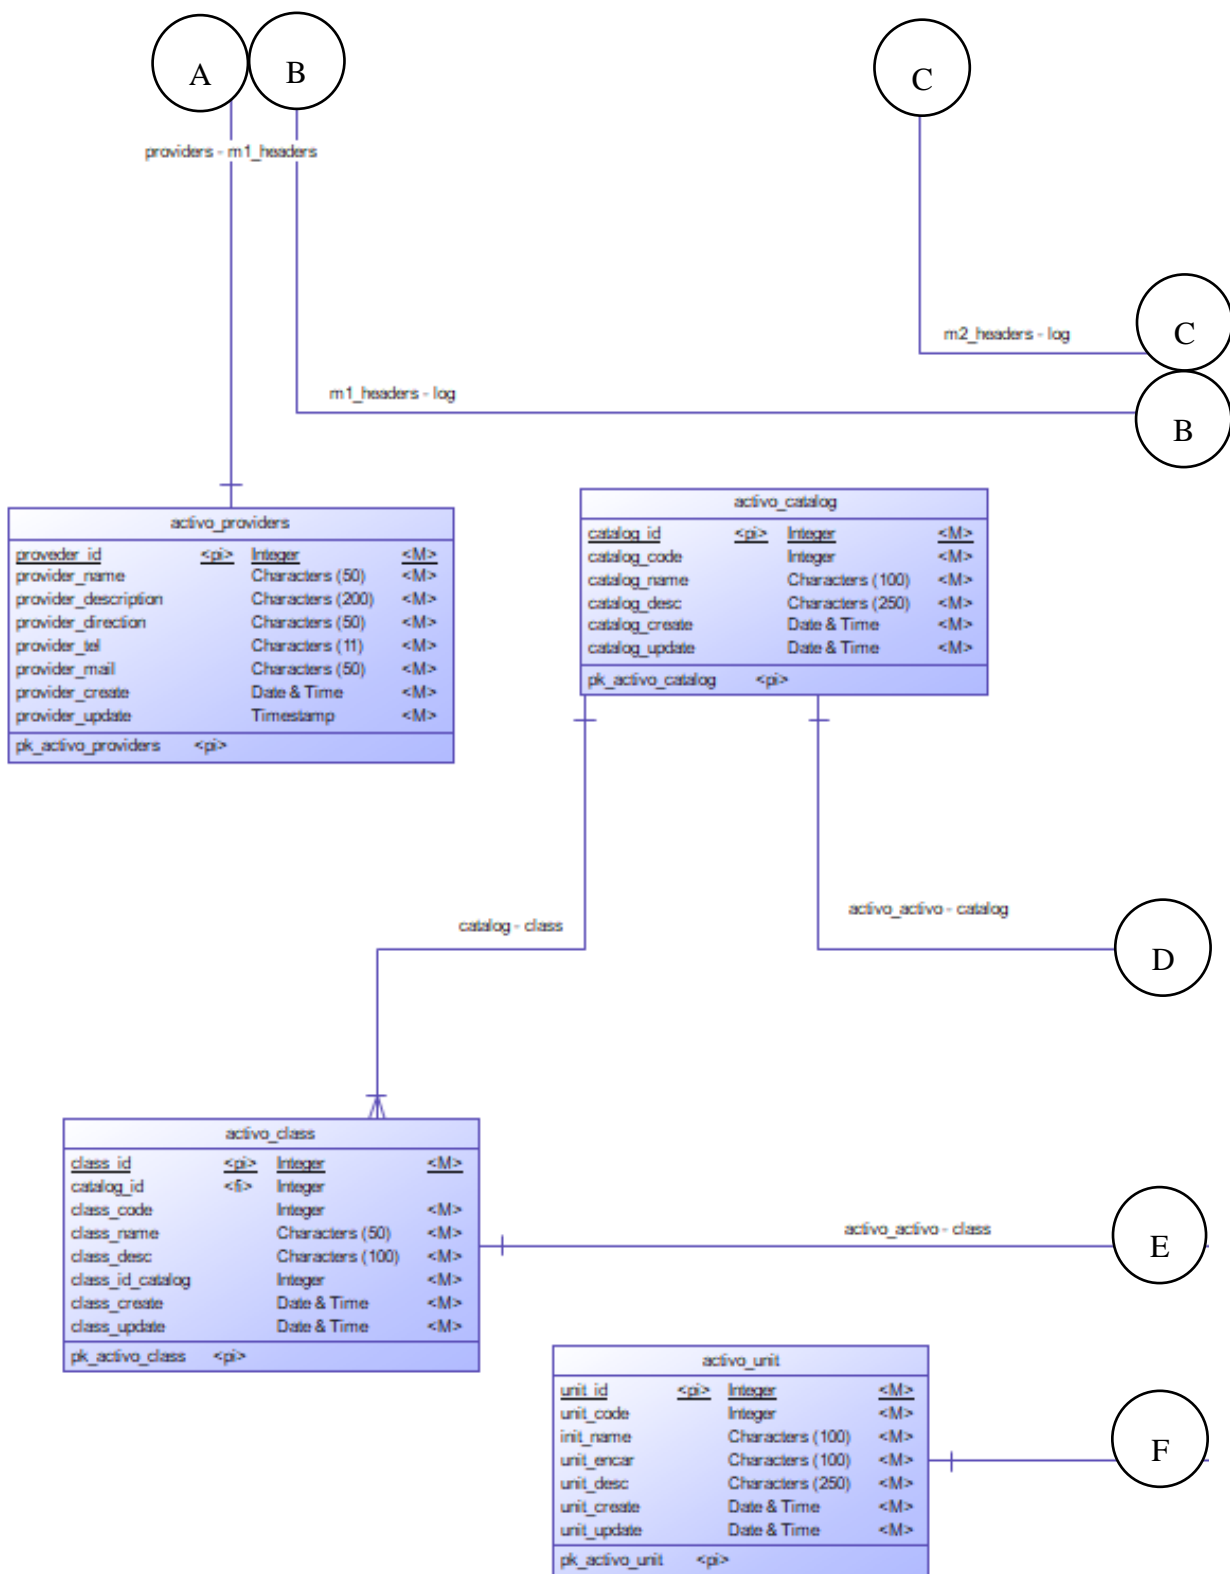 A B
C
providers - m1_headers
m2_headers - log
C
m1_headers - log
B
activo_providers
proveder_id <pi> Integer <M>
provider_name Characters (50) <M>
provider_description Characters (200) <M>
provider_direction Characters (50) <M>
provider_tel Characters (11) <M>
provider_mail Characters (50) <M>
provider_create Date & Time <M>
provider_update Timestamp <M>
pk_activo_providers <pi>
activo_catalog
catalog_id <pi> Integer <M>
catalog_code Integer <M>
catalog_name Characters (100) <M>
catalog_desc Characters (250) <M>
catalog_create Date & Time <M>
catalog_update Date & Time <M>
pk_activo_catalog <pi>
catalog - class
activo_activo - catalog
D
activo_class
class_id <pi> Integer <M>
catalog_id <fi> Integer
class_code Integer <M>
class_name Characters (50) <M>
class_desc Characters (100) <M>
class_id_catalog Integer <M>
class_create Date & Time <M>
class_update Date & Time <M>
pk_activo_class <pi>
activo_activo - class
E
activo_unit
unit_id <pi> Integer <M>
unit_code Integer <M>
init_name Characters (100) <M>
unit_encar Characters (100) <M>
unit_desc Characters (250) <M>
unit_create Date & Time <M>
unit_update Date & Time <M>
pk_activo_unit <pi>
F